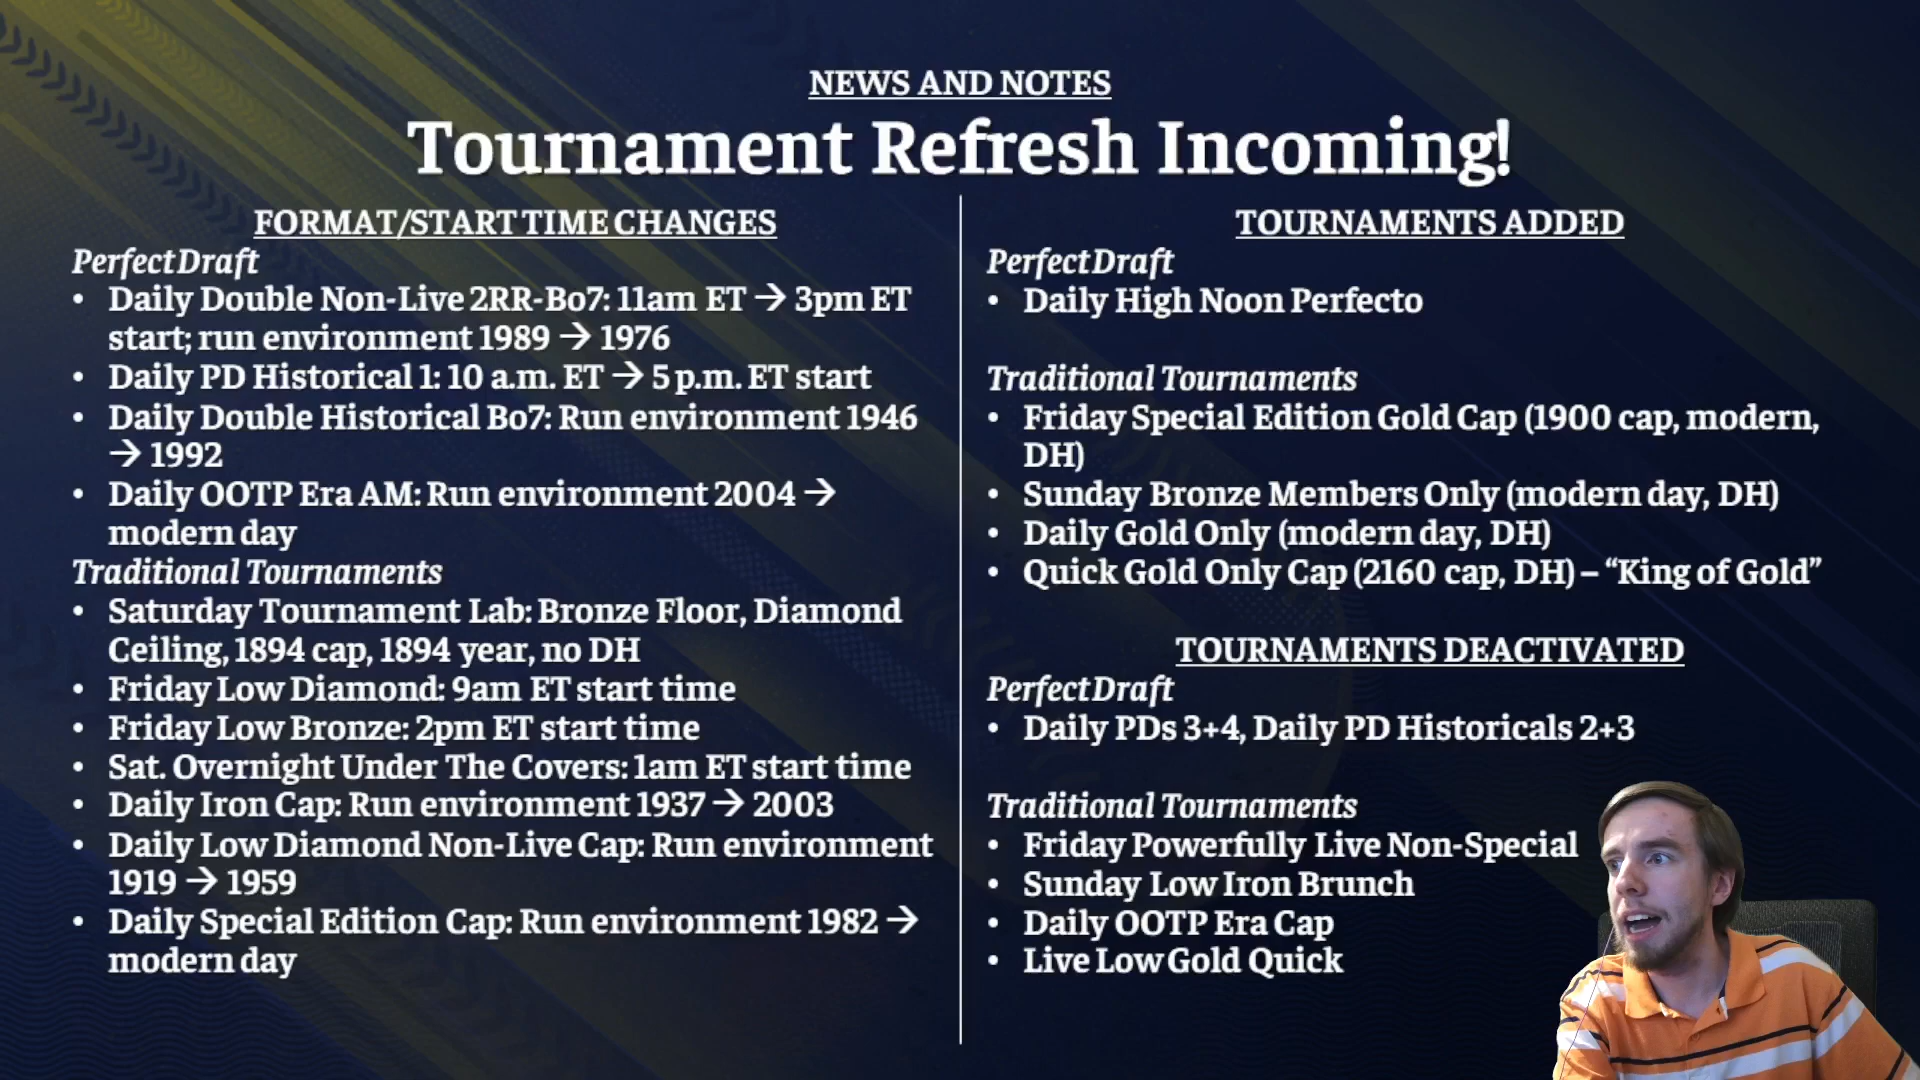 NEWS AND NOTES
Tournament Refresh Incoming!
FORMAT/START TIME CHANGES
Perfect Draft
• Daily Double Non-Live 2RR-Bo7: 11am ET → 3pm ET
start; run environment 1989 → 1976
• Daily PD Historical 1: 10 a.m. ET → 5 p.m. ET start
• Daily Double Historical Bo7: Run environment 1946
→ 1992
• Daily OOTP Era AM: Run environment 2004 →
modern day
Traditional Tournaments
• Saturday Tournament Lab: Bronze Floor, Diamond
Ceiling, 1894 cap, 1894 year, no DH
• Friday Low Diamond: 9am ET start time
• Friday Low Bronze: 2pm ET start time
• Sat. Overnight Under The Covers: 1am ET start time
• Daily Iron Cap: Run environment 1937 → 2003
• Daily Low Diamond Non-Live Cap: Run environment
1919 → 1959
• Daily Special Edition Cap: Run environment 1982 →
modern day
TOURNAMENTS ADDED
Perfect Draft
• Daily High Noon Perfecto
Traditional Tournaments
• Friday Special Edition Gold Cap (1900 cap, modern,
DH)
• Sunday Bronze Members Only (modern day, DH)
• Daily Gold Only (modern day, DH)
• Quick Gold Only Cap (2160 cap, DH) – “King of Gold”
TOURNAMENTS DEACTIVATED
Perfect Draft
• Daily PDs 3+4, Daily PD Historicals 2+3
Traditional Tournaments
• Friday Powerfully Live Non-Special
• Sunday Low Iron Brunch
• Daily OOTP Era Cap
• Live Low Gold Quick